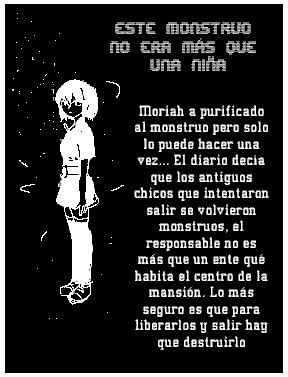 ESTE MONSTRUO
NO ERA MÁS QUE
UNA NIÑA
Moriah a purificado
al monstruo pero solo
lo puede hacer una
vez... El diario decia
que los antiguos
chicos que intentaron
salir se volvieron
monstruos, el
responsable no es
más que un ente qué
habita el centro de la
mansión. Lo más
seguro es que para
liberarlos y salir hay
que destruirlo